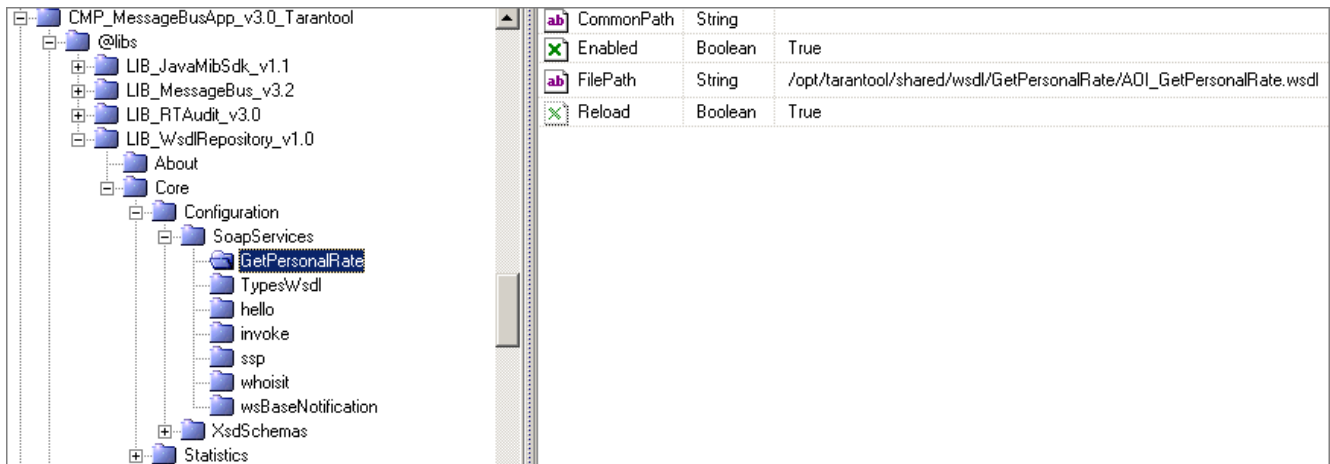 CMP_MessageBusApp_v3.0_Tarantool
@libs
LIB_JavaMibSdk_v1.1
LIB_MessageBus_v3.2
LIB_RTAudit_v3.0
LIB_WsdlRepository_v1.0
About
Core
Configuration
SoapServices
GetPersonalRate
TypesWsdl
hello
invoke
ssp
whoisit
wsBaseNotification
XsdSchemas
Statistics
ab CommonPath String
Enabled Boolean True
ab FilePath String /opt/tarantool/shared/wsdl/GetPersonalRate/AOI_GetPersonalRate.wsdl
Reload Boolean True